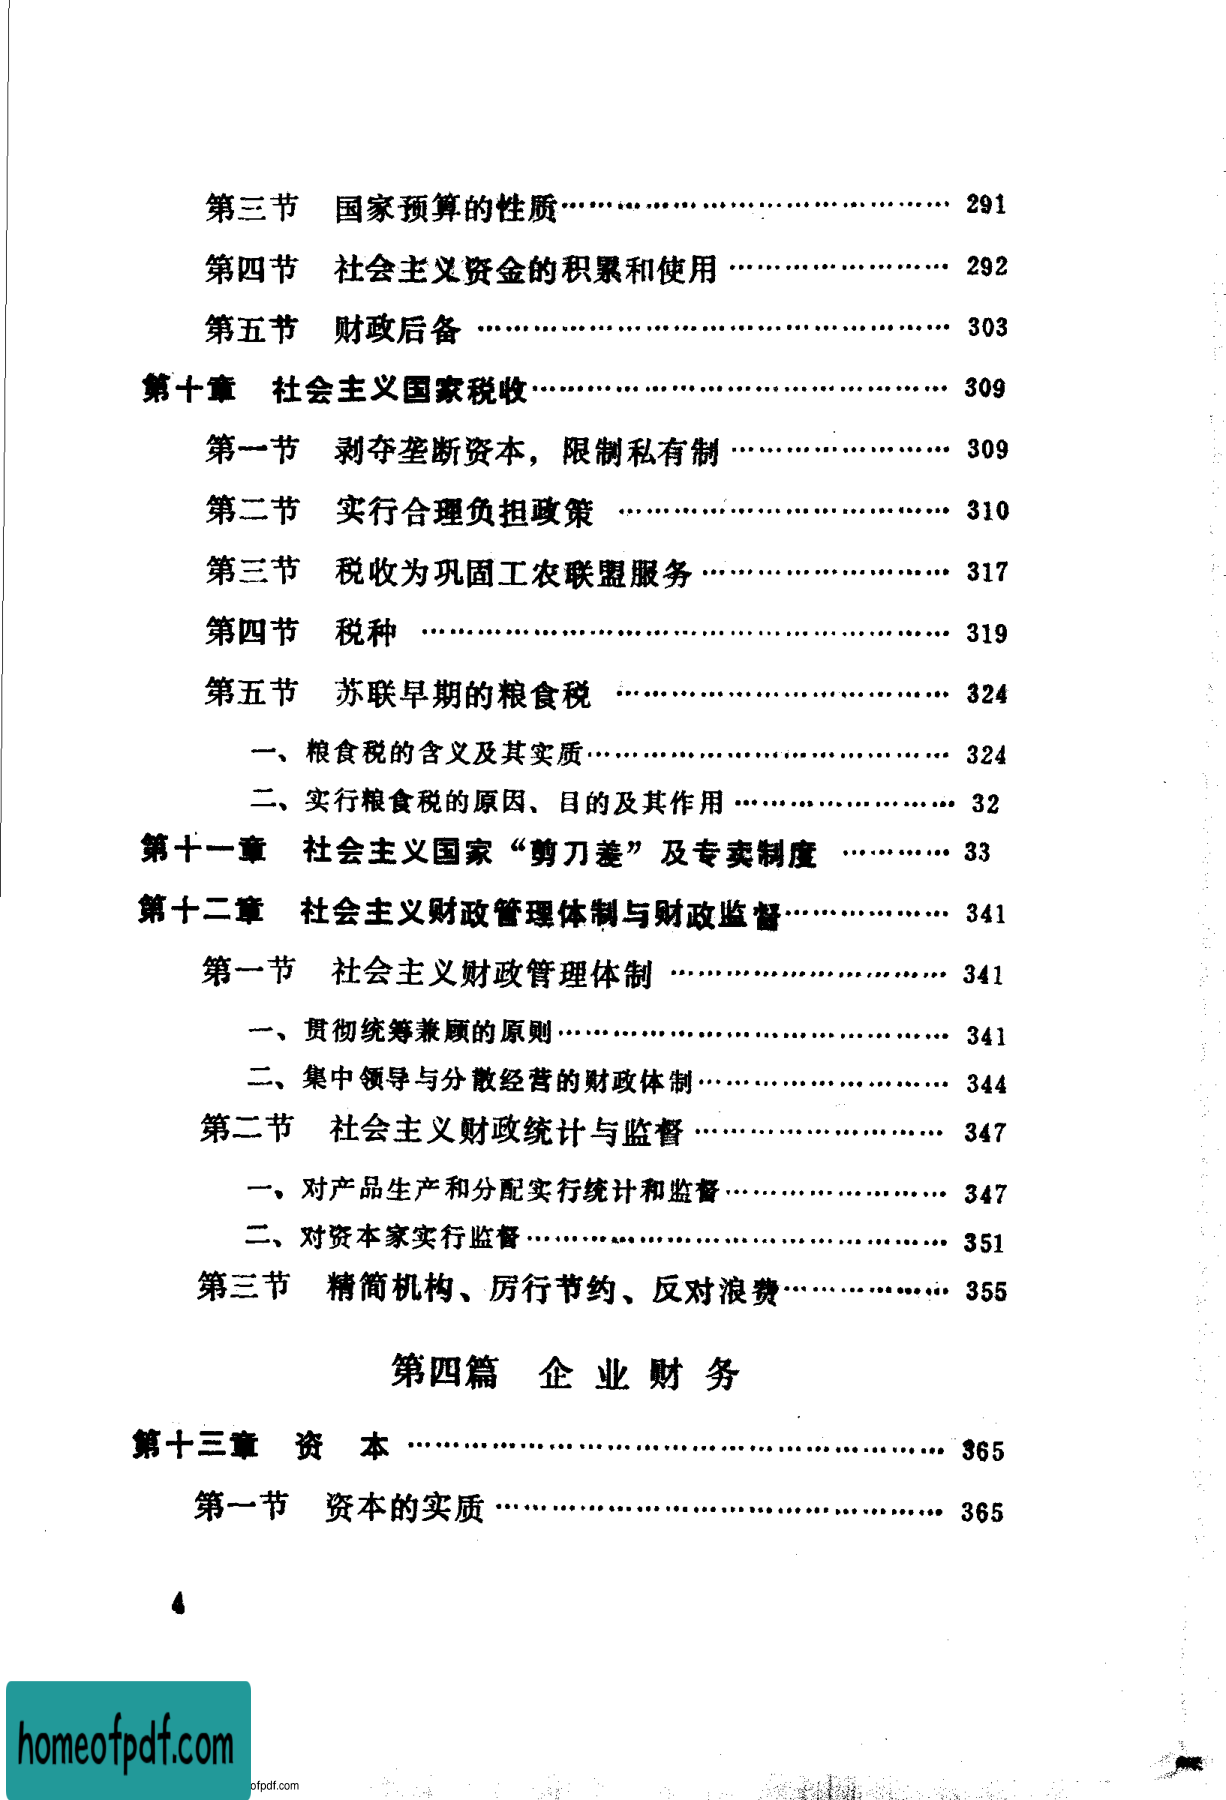 第三节 国家预算的性质…………………………………… 291
第四节 社会主义资金的积累和使用…………………… 292
第五节 财政后备 ………………………………………… 303
第十章 社会主义国家税收…………………………………… 309
第一节 剥夺垄断资本，限制私有制…………………… 309
第二节 实行合理负担政策 ……………………………… 310
第三节 税收为巩固工农联盟服务……………………… 317
第四节 税种 ……………………………………………… 319
第五节 苏联早期的粮食税 ……………………………… 324
一、粮食税的含义及其实质………………………………… 324
二、实行粮食税的原因、目的及其作用…………………… 32
第十一章 社会主义国家“剪刀差”及专卖制度 ………… 33
第十二章 社会主义财政管理体制与财政监督……………… 341
第一节 社会主义财政管理体制 ………………………… 341
一、贯彻统筹兼顾的原则…………………………………… 341
二、集中领导与分散经营的财政体制……………………… 344
第二节 社会主义财政统计与监督……………………… 347
一、对产品生产和分配实行统计和监督…………………… 347
二、对资本家实行监督……………………………………… 351
第三节 精简机构、厉行节约、反对浪费……………… 355
第四篇 企业财务
第十三章 资 本 ……………………………………………… 365
第一节 资本的实质 ……………………………………… 365
4
homeofpdf.com
ofpdf.com